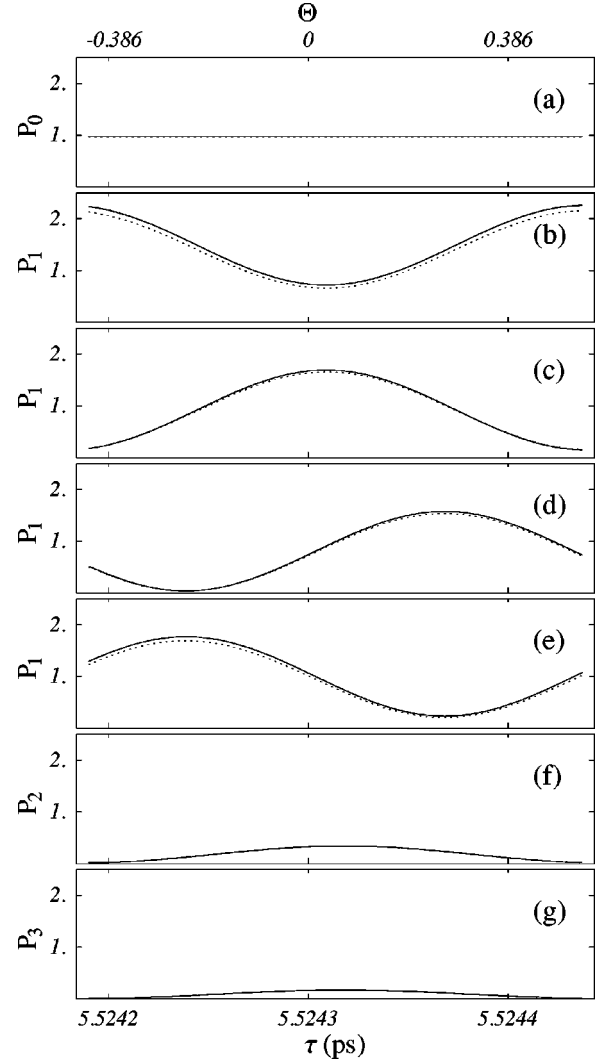 Θ
-0.386 0 0.386
2.
1.
P0
(a)
2.
1.
P1
(b)
2.
1.
P1
(c)
2.
1.
P1
(d)
2.
1.
P1
(e)
2.
1.
P2
(f)
2.
1.
P3
(g)
5.5242 5.5243 5.5244
τ (ps)